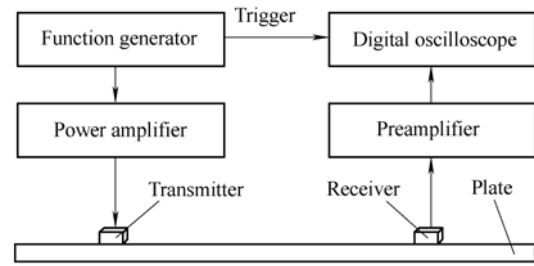 Trigger
Function generator
Digital oscilloscope
Power amplifier
Preamplifier
Transmitter
Receiver
Plate